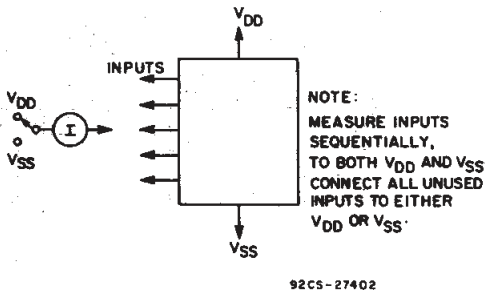 VDD
INPUTS
VDD
I
VSS
NOTE:
MEASURE INPUTS
SEQUENTIALLY,
TO BOTH VDD AND VSS
CONNECT ALL UNUSED
INPUTS TO EITHER
VDD OR VSS.
VSS
92CS-27402